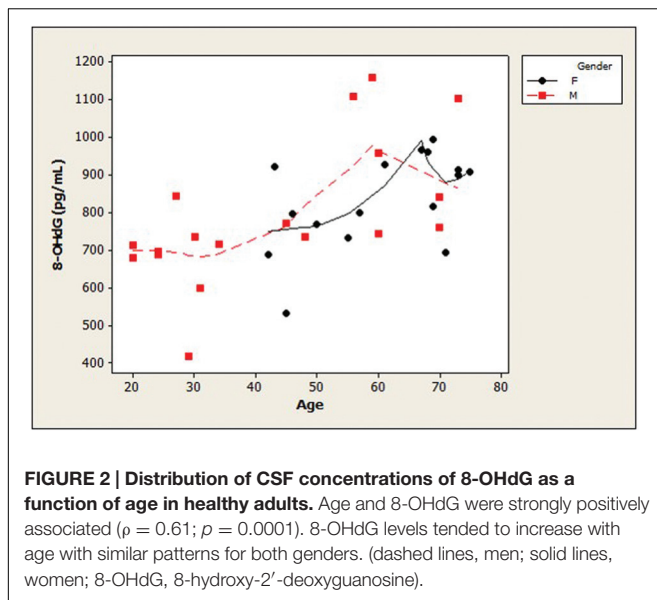 1200
1100
1000
900
800
700
600
500
400
8-OHdG (pg/mL)
20 30 40 50 60 70 80
Age
Gender
F
M
FIGURE 2 | Distribution of CSF concentrations of 8-OHdG as a
function of age in healthy adults. Age and 8-OHdG were strongly positively
associated (ρ = 0.61; p = 0.0001). 8-OHdG levels tended to increase with
age with similar patterns for both genders. (dashed lines, men; solid lines,
women; 8-OHdG, 8-hydroxy-2′-deoxyguanosine).